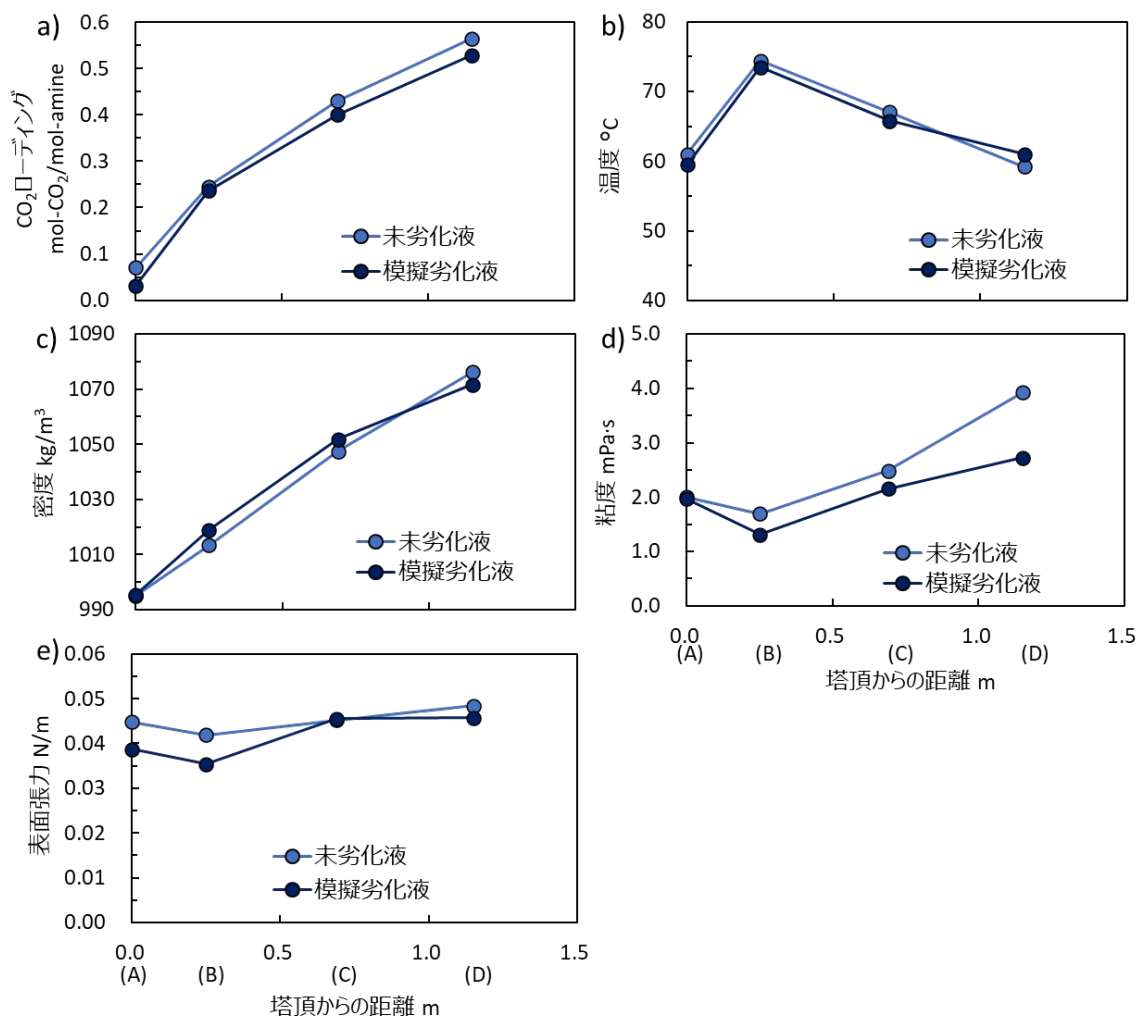 a)
CO₂ローディング
mol-CO₂/mol-amine
0.6
0.5
0.4
0.3
0.2
0.1
0.0
未劣化液
模擬劣化液
b)
温度 °C
80
70
60
50
40
未劣化液
模擬劣化液
c)
密度 kg/m³
1090
1070
1050
1030
1010
990
未劣化液
模擬劣化液
d)
粘度 mPa·s
5.0
4.0
3.0
2.0
1.0
0.0
未劣化液
模擬劣化液
0.0 0.5 1.0 1.5
(A) (B) (C) (D)
塔頂からの距離 m
e)
表面張力 N/m
0.06
0.05
0.04
0.03
0.02
0.01
0.00
未劣化液
模擬劣化液
0.0 0.5 1.0 1.5
(A) (B) (C) (D)
塔頂からの距離 m